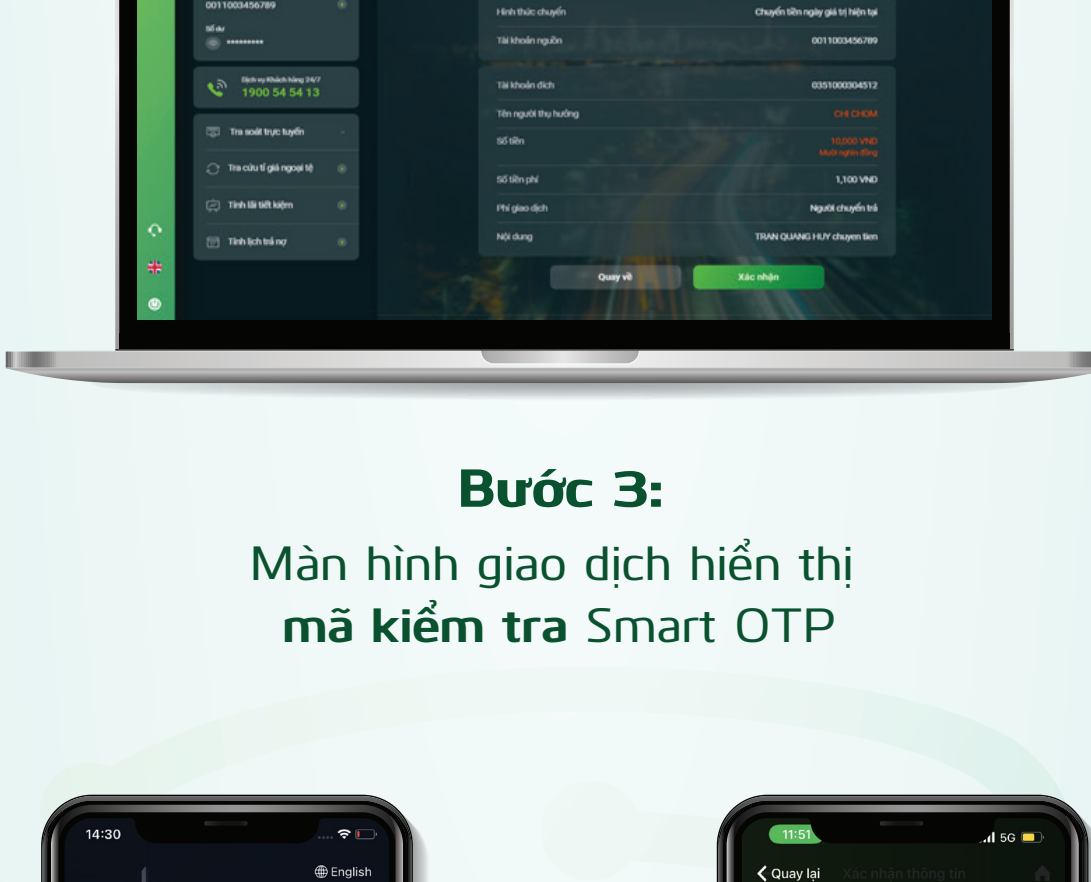 0011003456789
Số dư
*********
Dịch vụ Khách hàng 24/7
1900 54 54 13
Tra soát trực tuyến
Tra cứu tỉ giá ngoại tệ
Tính lãi tiết kiệm
Tính lịch trả nợ
Hình thức chuyển Chuyển tiền ngày giá trị hiện tại
Tài khoản nguồn 0011003456789
Tài khoản đích 0351000304512
Tên người thụ hưởng CHI CHOM
Số tiền 10,000 VND
Mười nghìn đồng
Số tiền phí 1,100 VND
Phí giao dịch Người chuyển trả
Nội dung TRAN QUANG HUY chuyen tien
Quay về Xác nhận
Bước 3:
Màn hình giao dịch hiển thị
mã kiểm tra Smart OTP
14:30
English
11:51 5G
Quay lại Xác nhận thông tin